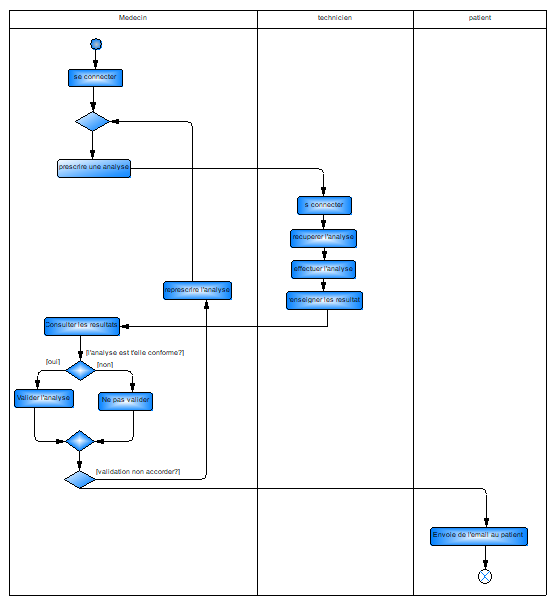 Medecin
technicien
patient
se connecter
prescrire une analyse
s connecter
recuperer l'analyse
effectuer l'analyse
represcrire l'analyse
renseigner les resultat
Consulter les resultats
[l'analyse est t'elle conforme?]
[oui]
[non]
Valider l'analyse
Ne pas valider
[validation non accorder?]
Envoie de l'email au patient